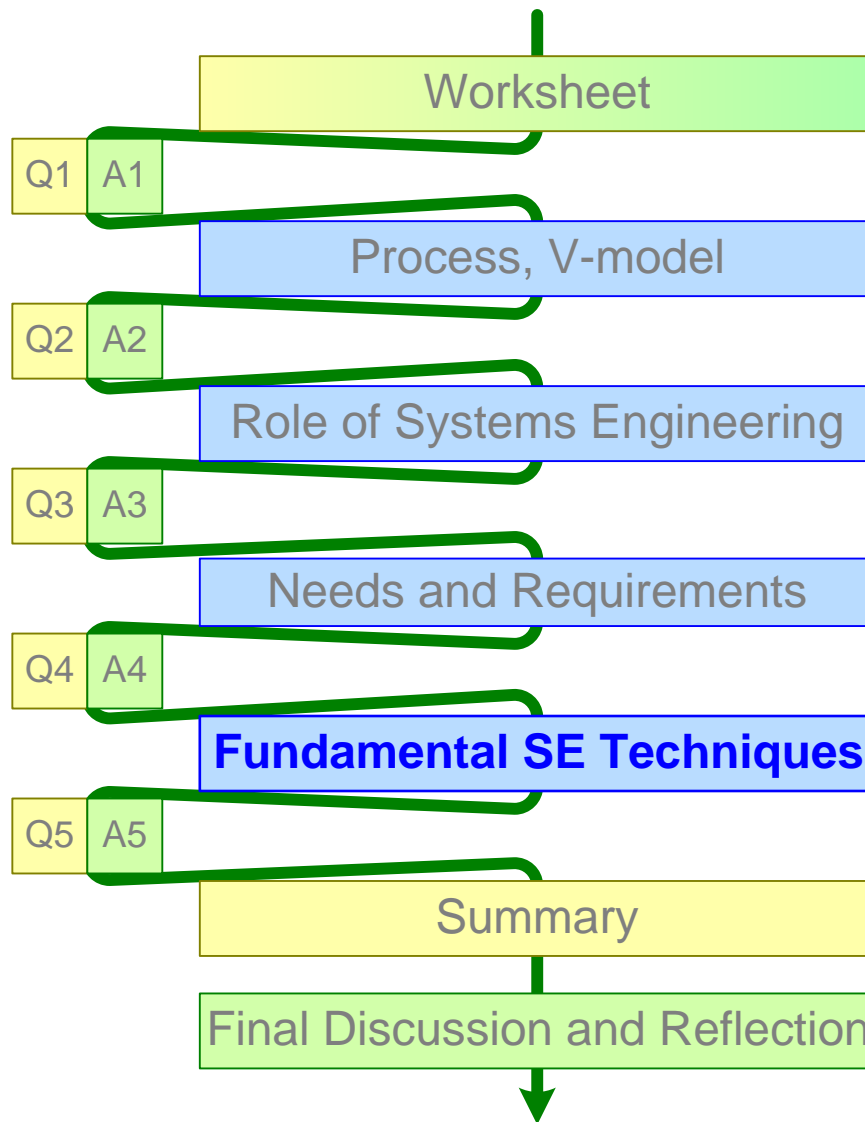 Worksheet
Q1 A1
Process, V-model
Q2 A2
Role of Systems Engineering
Q3 A3
Needs and Requirements
Q4 A4
Fundamental SE Techniques
Q5 A5
Summary
Final Discussion and Reflection